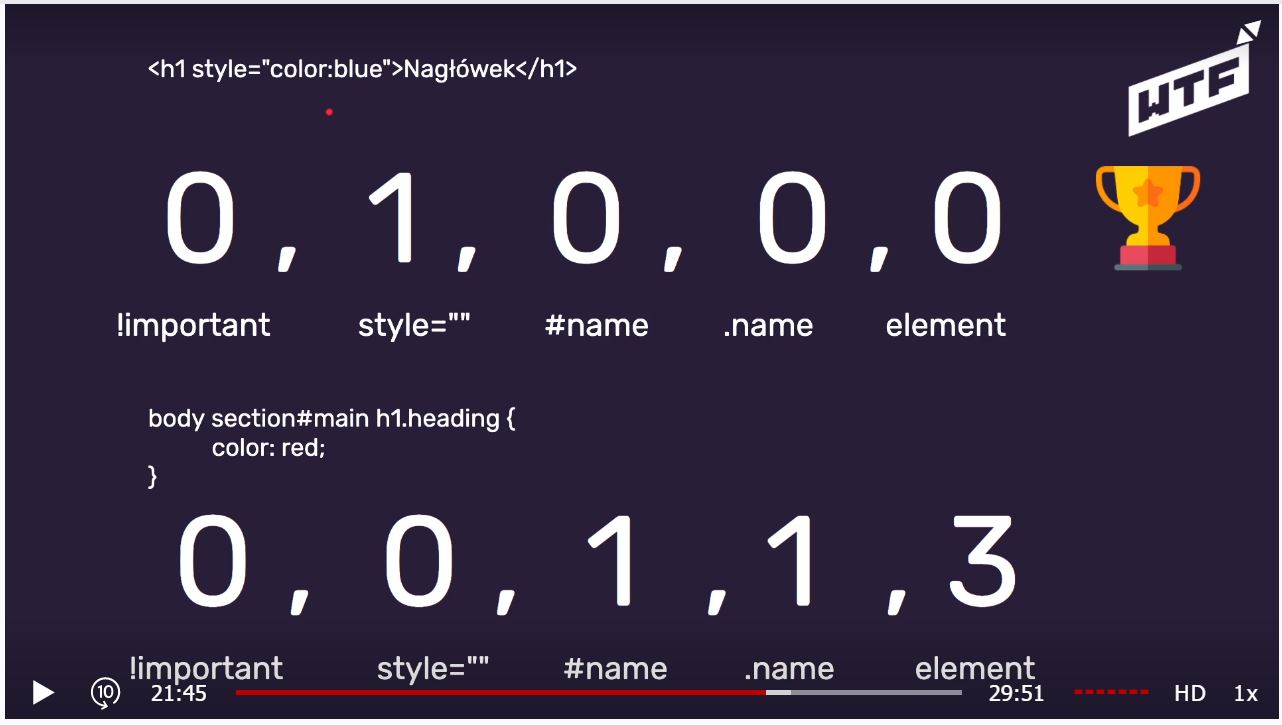 <h1 style="color:blue">Nagłówek</h1>
WTF
0 , 1 , 0 , 0 , 0
!important style="" #name .name element
body section#main h1.heading {
color: red;
}
0 , 0 , 1 , 1 , 3
!important style="" #name .name element
10 21:45 29:51 HD 1x